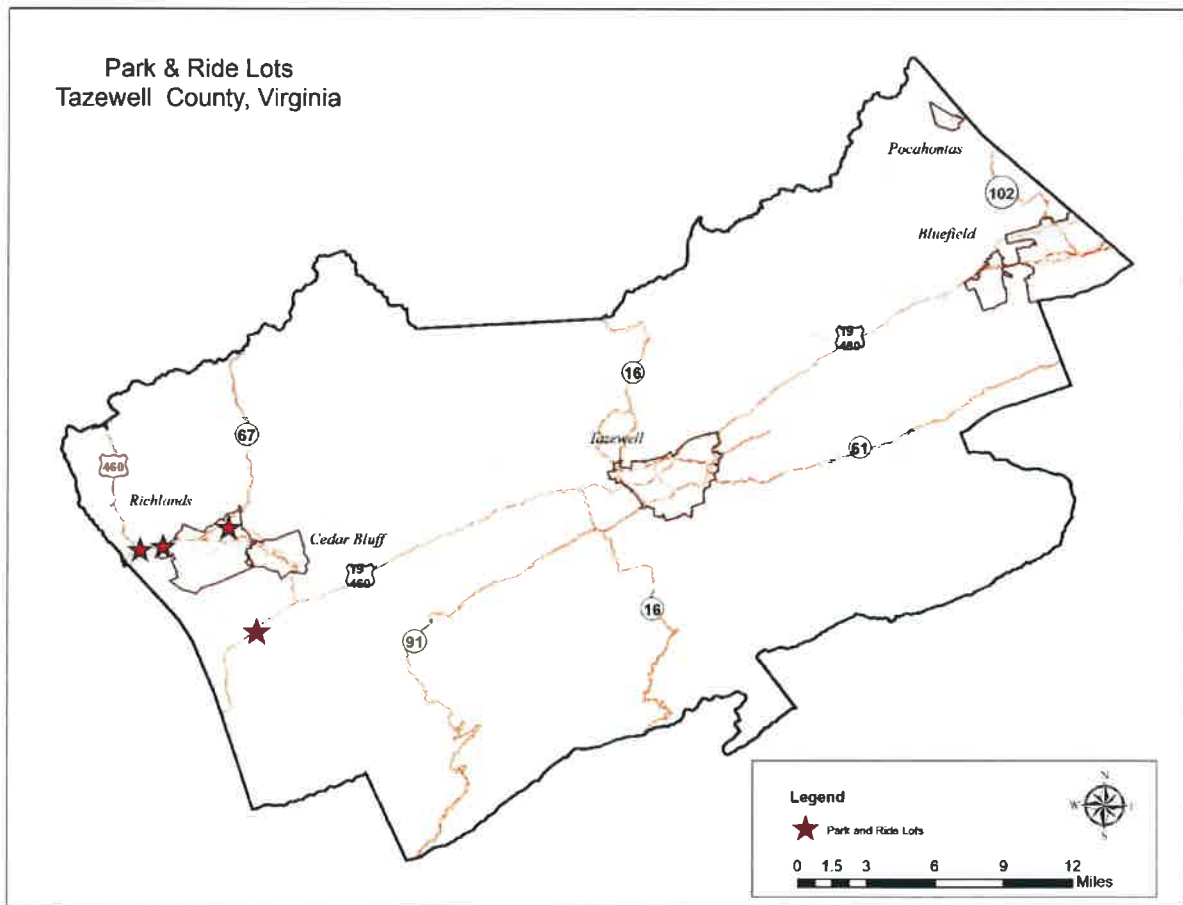 Park & Ride Lots
Tazewell County, Virginia
Pocahontas
102
Bluefield
19
460
16
67
Tazewell
61
460
Richlands
Cedar Bluff
19
460
16
91
Legend
N
W
E
S
Park and Ride Lots
0 1.5 3 6 9 12
Miles